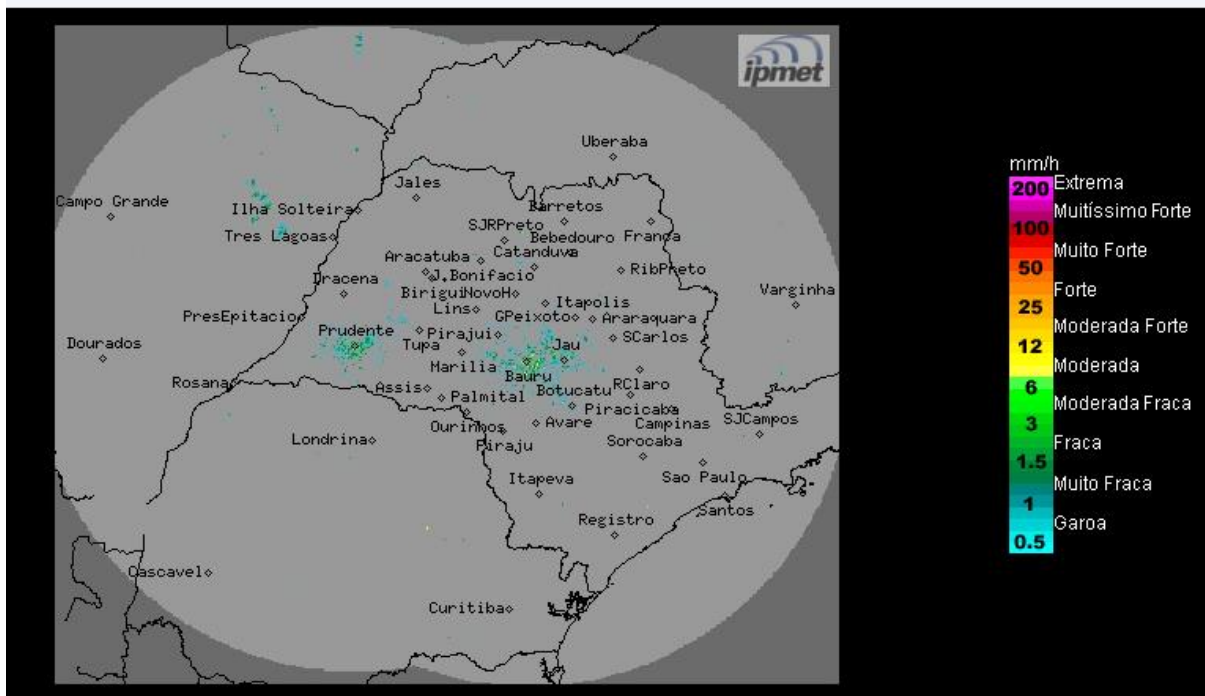 ipmet
Uberaba
Jales
Campo Grande
Ilha Solteira
Barretos
SJRPreto
Tres Lagoas
Bebedouro
Franca
Catanduva
Aracatuba
J.Bonifacio
RibPreto
Dracena
Birigui
NovoH
Varginha
Itapolis
Lins
PresEpitacio
GPeixoto
Araraquara
Prudente
Pirajui
SCarlos
Dourados
Tupa
Jau
Marilia
Bauru
Rosana
Assis
Botucatu
RClaro
Palmital
Piracicaba
SJCampos
Ourinhos
Avare
Campinas
Londrina
Piraju
Sorocaba
Itapeva
Sao Paulo
Santos
Registro
Cascavel
Curitiba
mm/h
200 Extrema
Muitíssimo Forte
100
Muito Forte
50
Forte
25
Moderada Forte
12
Moderada
6
Moderada Fraca
3
Fraca
1.5
Muito Fraca
1
Garoa
0.5